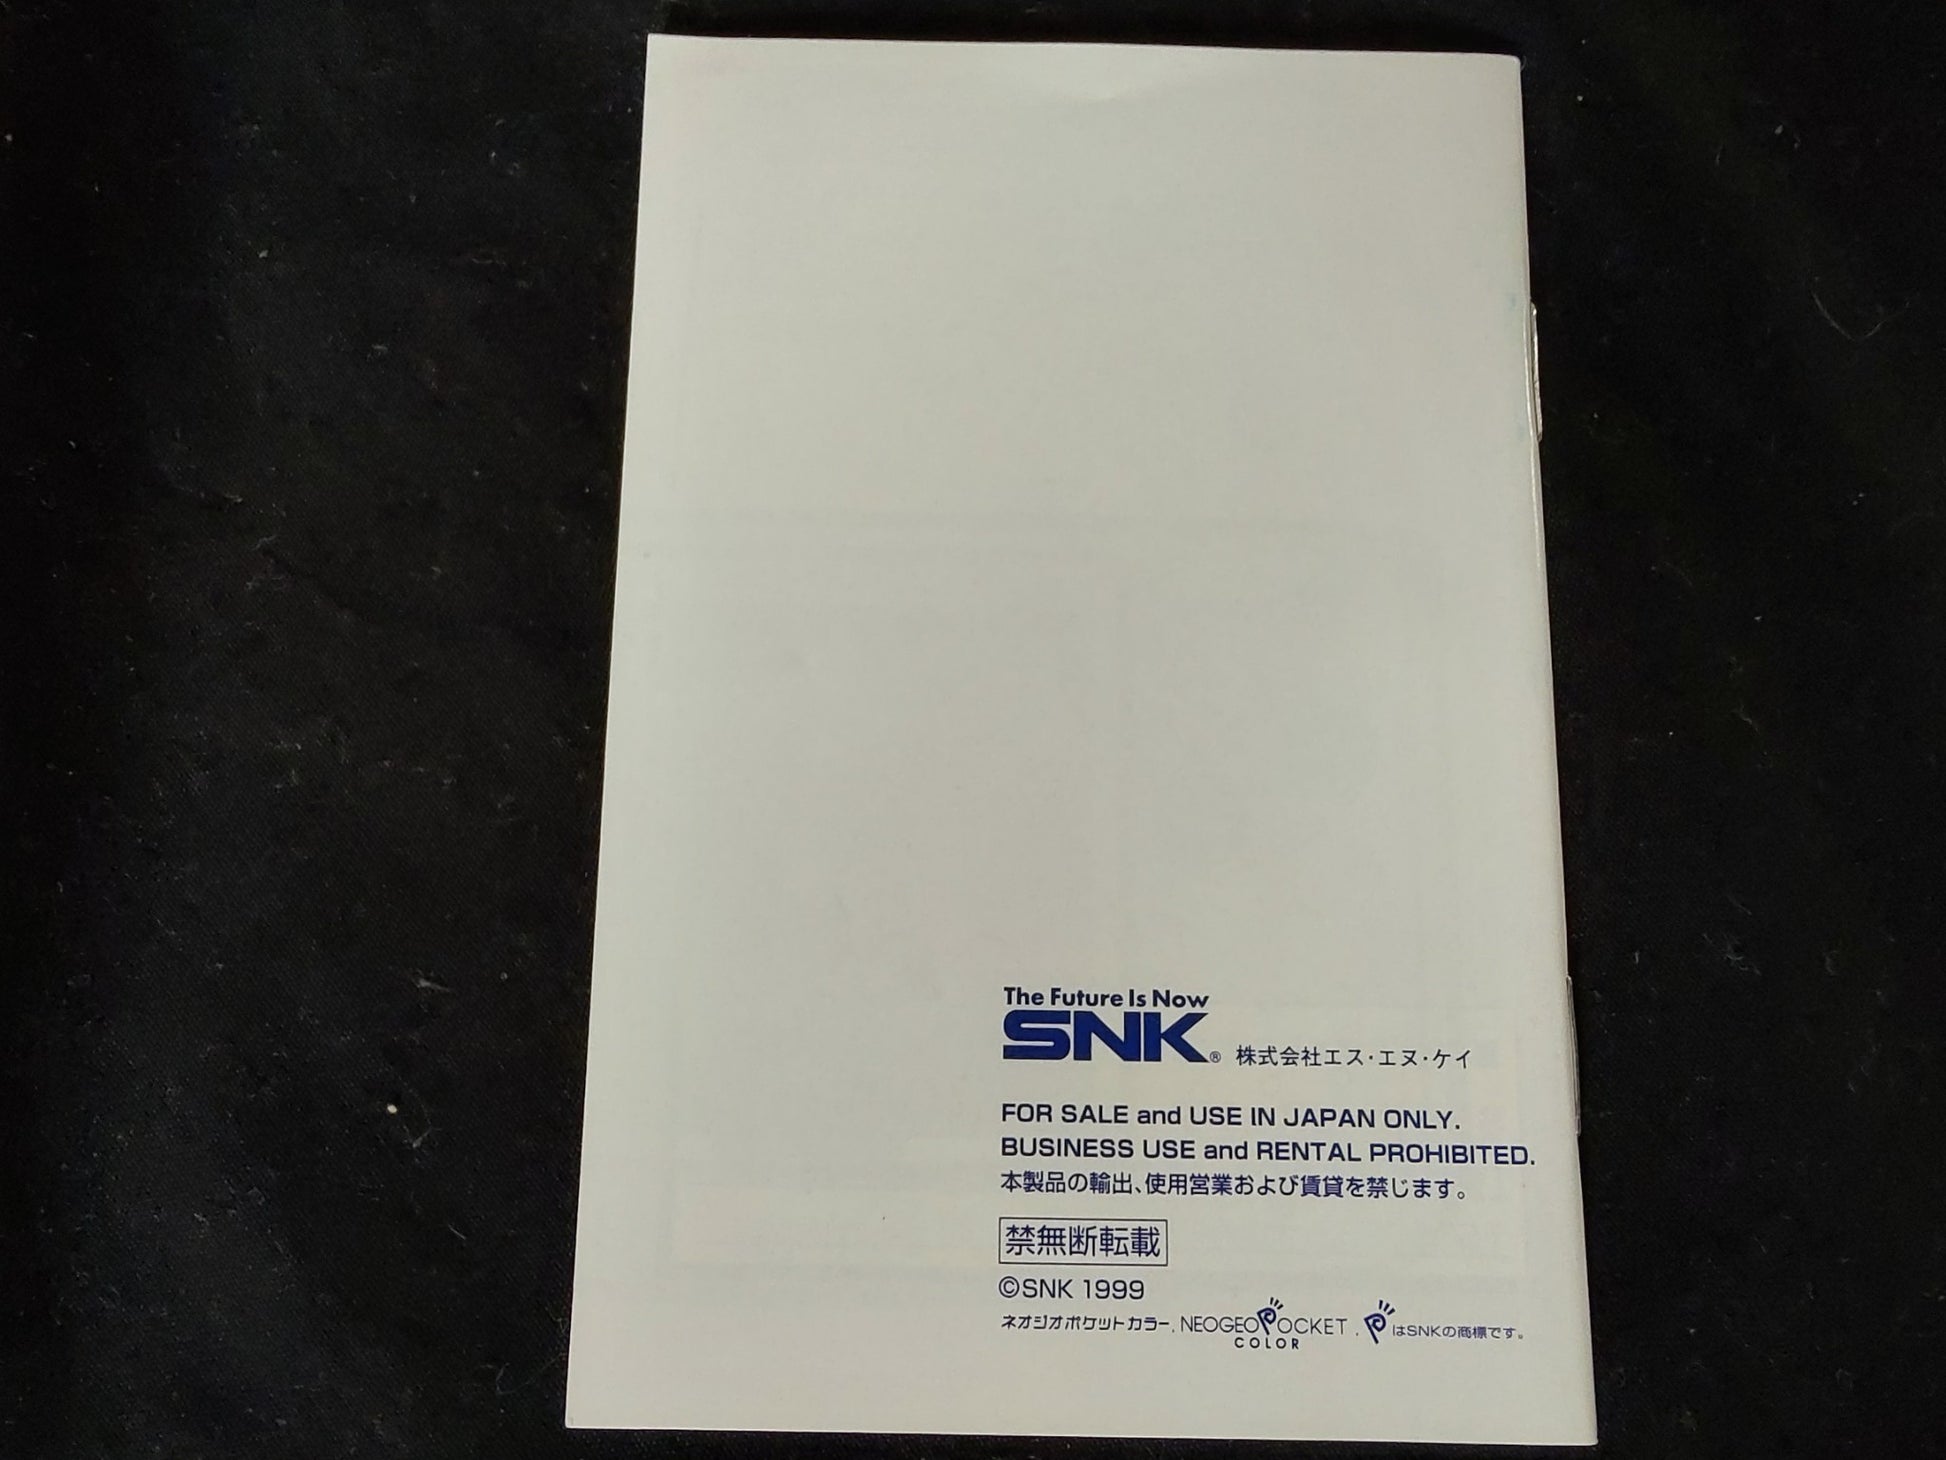 The Future Is Now
SNK® 株式会社エス・エヌ・ケイ
FOR SALE and USE IN JAPAN ONLY.
BUSINESS USE and RENTAL PROHIBITED.
本製品の輸出、使用営業および賃貸を禁じます。
禁無断転載
©SNK 1999
ネオジオポケットカラー, NEOGEO POCKET COLOR, P はSNKの商標です。